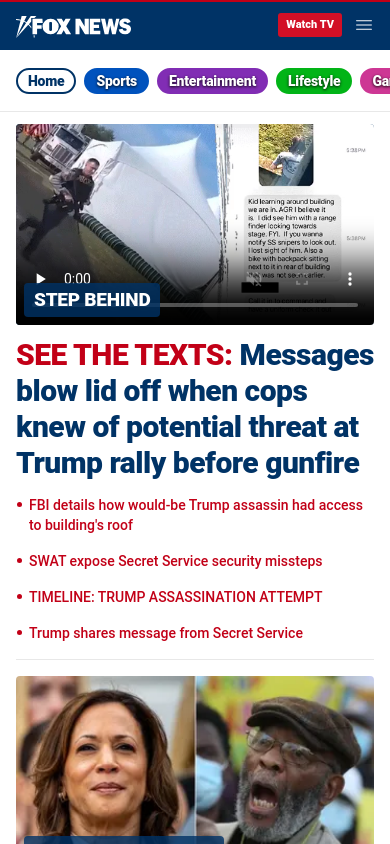 FOX NEWS
Watch TV
Home
Sports
Entertainment
Lifestyle
Ga
5:38PM
Kid learning around building
we are in. AGR I believe it
is. I did see him with a range
finder looking towards
stage. FYI. If you wanna
notify SS snipers to look out.
I lost sight of him. Also a
bike with backpack sitting
next to it in rear of building
was not seen earlier.
0:00
STEP BEHIND
SEE THE TEXTS: Messages
blow lid off when cops
knew of potential threat at
Trump rally before gunfire
• FBI details how would-be Trump assassin had access
to building's roof
• SWAT expose Secret Service security missteps
• TIMELINE: TRUMP ASSASSINATION ATTEMPT
• Trump shares message from Secret Service